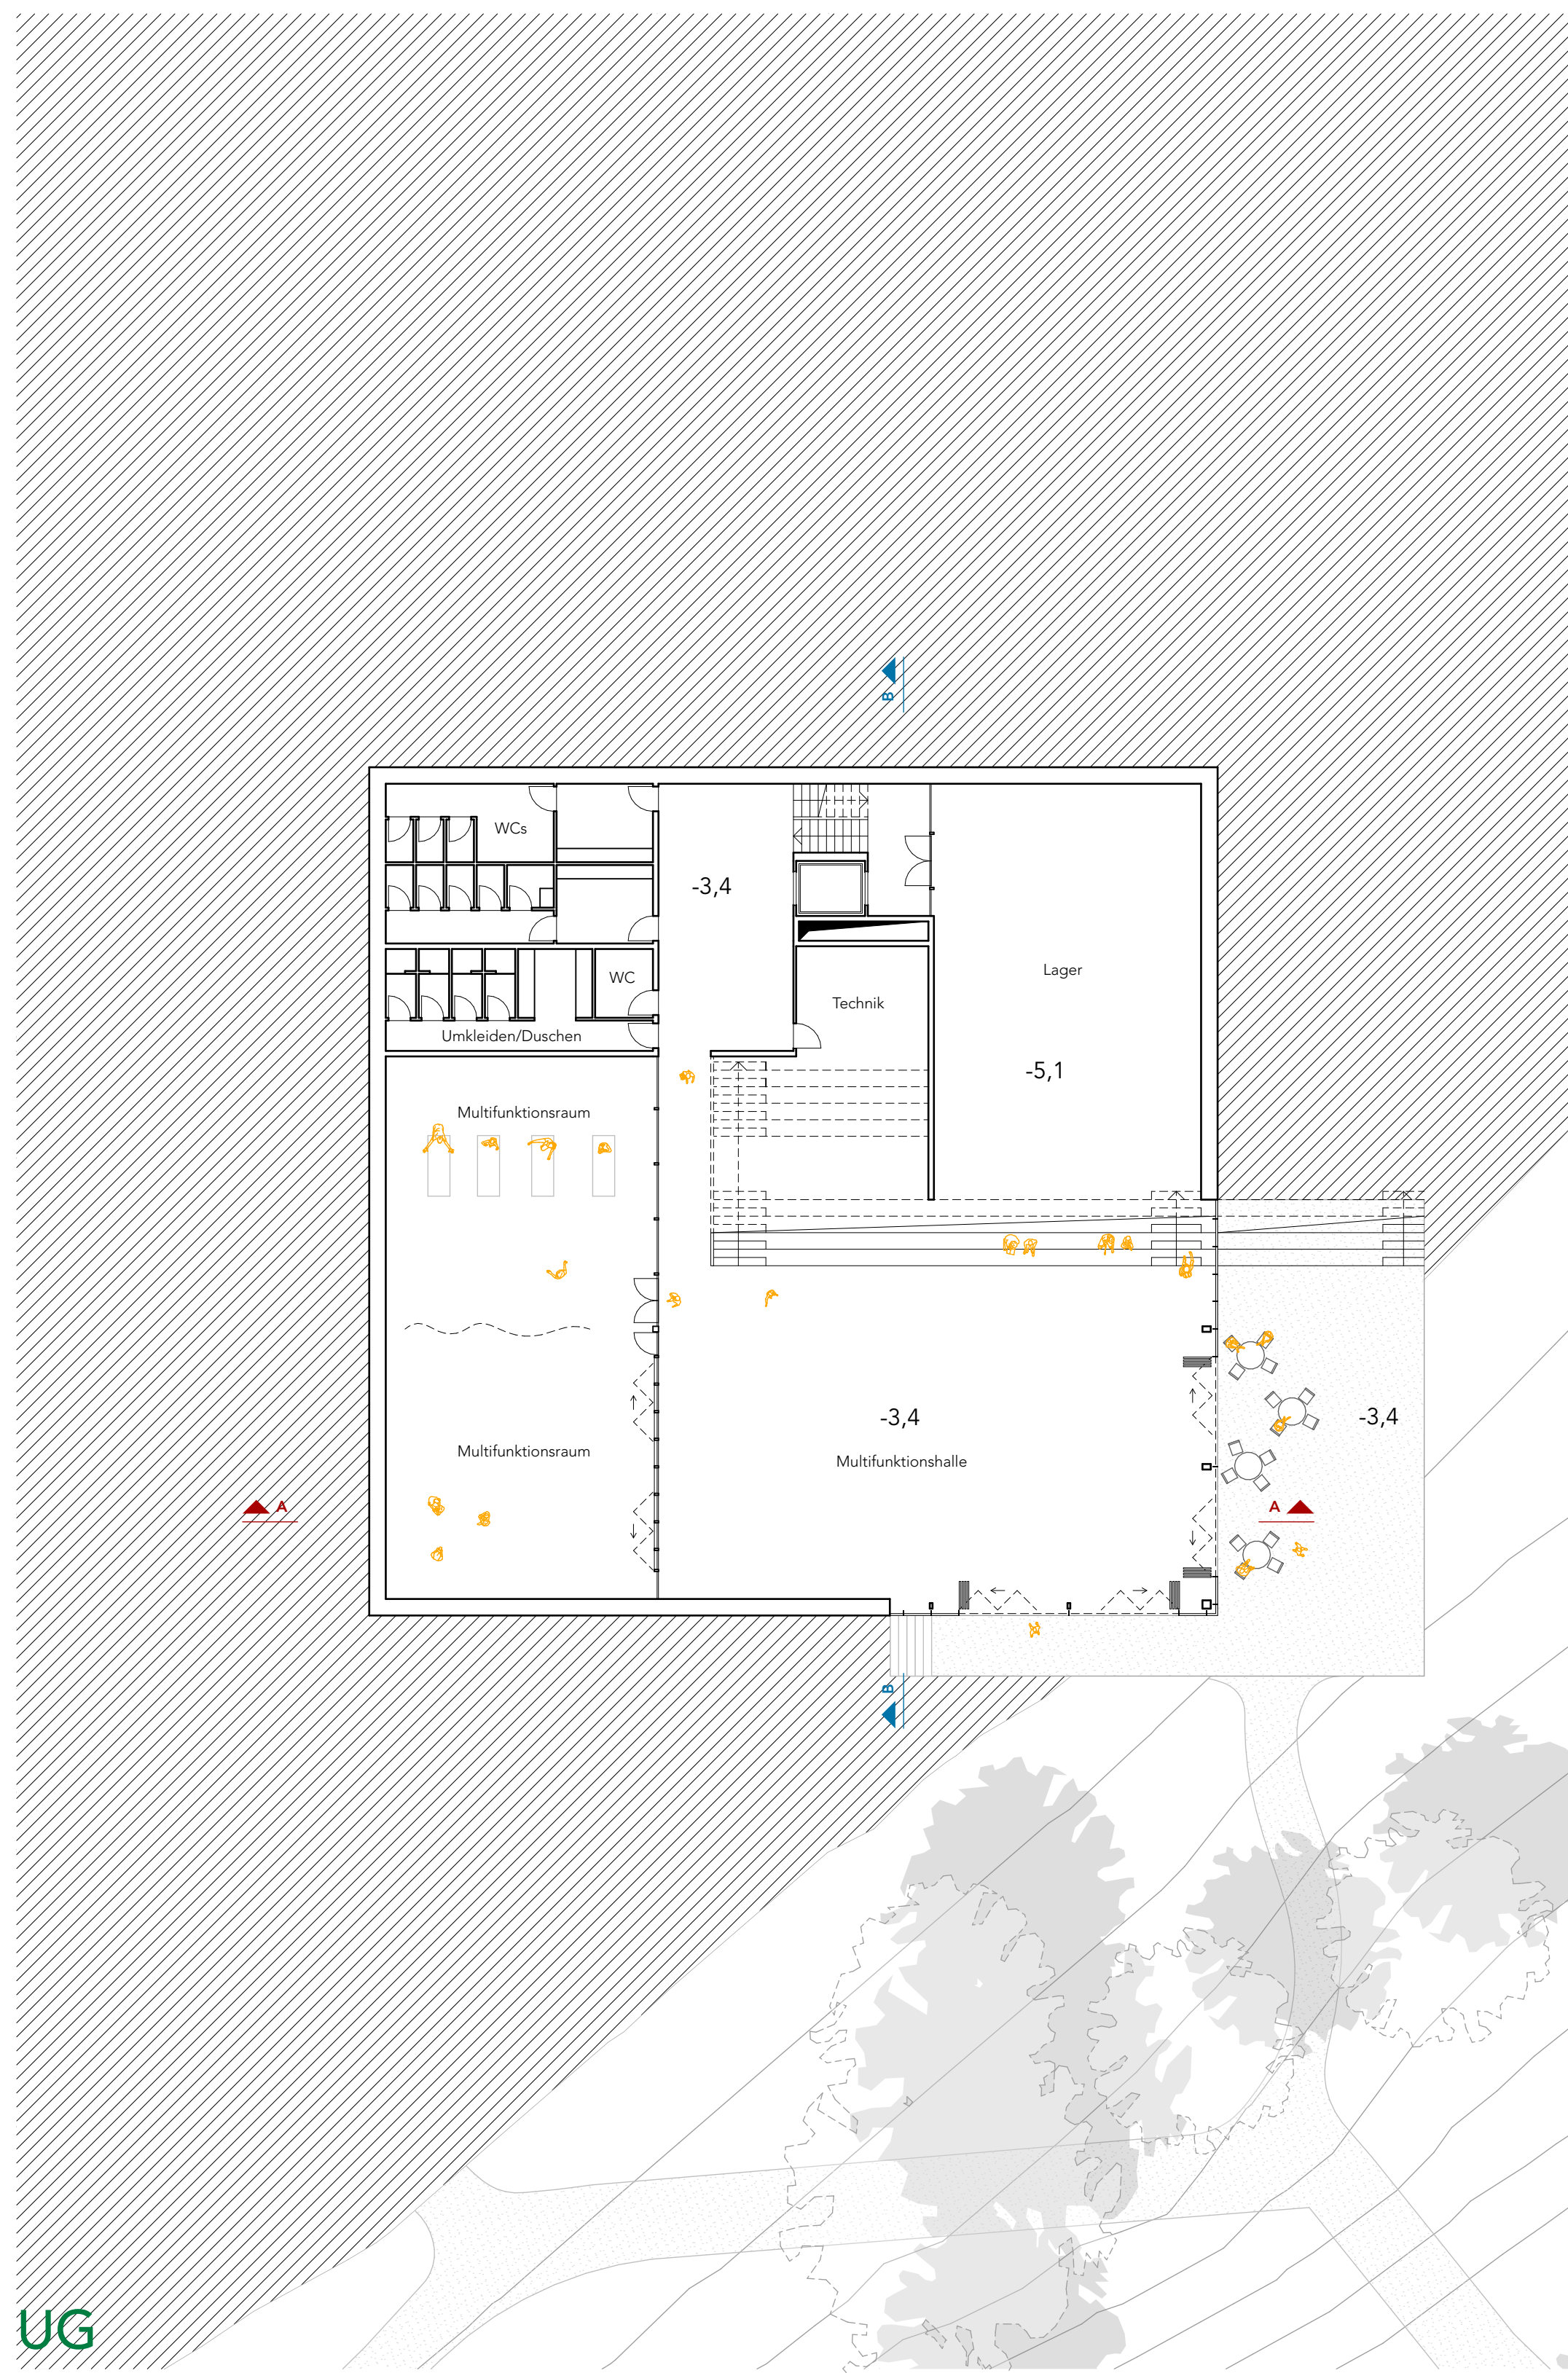 B
WCs
-3,4
Lager
WC
Technik
Umkleiden/Duschen
-5,1
Multifunktionsraum
-3,4
-3,4
Multifunktionsraum
Multifunktionshalle
A
A
B
UG